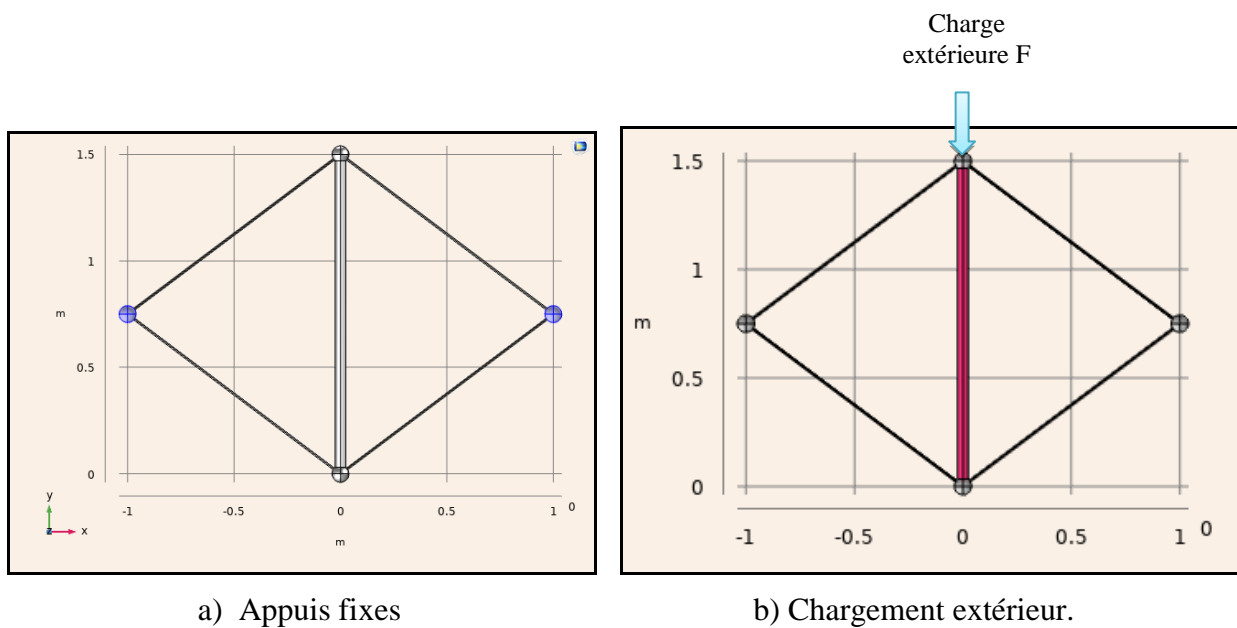 Charge
extérieure F
1.5
1
m
0.5
0
y
z x
-1 -0.5 0 0.5 1 0
m
1.5
1
m
0.5
0
-1 -0.5 0 0.5 1 0
a) Appuis fixes
b) Chargement extérieur.